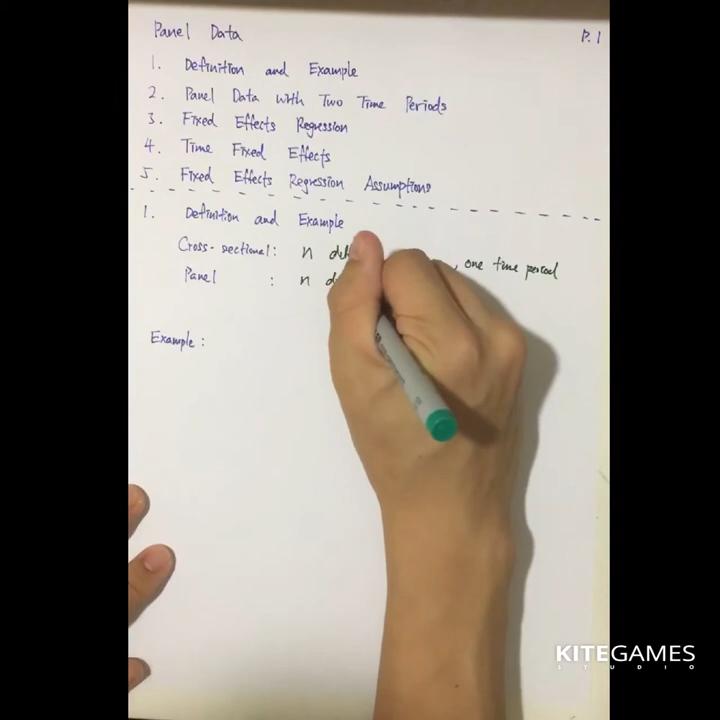 Panel Data P.1
1. Definition and Example
2. Panel Data with Two Time Periods
3. Fixed Effects Regression
4. Time Fixed Effects
5. Fixed Effects Regression Assumptions
1. Definition and Example
Cross-sectional: n , one time period
Panel : n
Example:
KITEGAMES
STUDIO